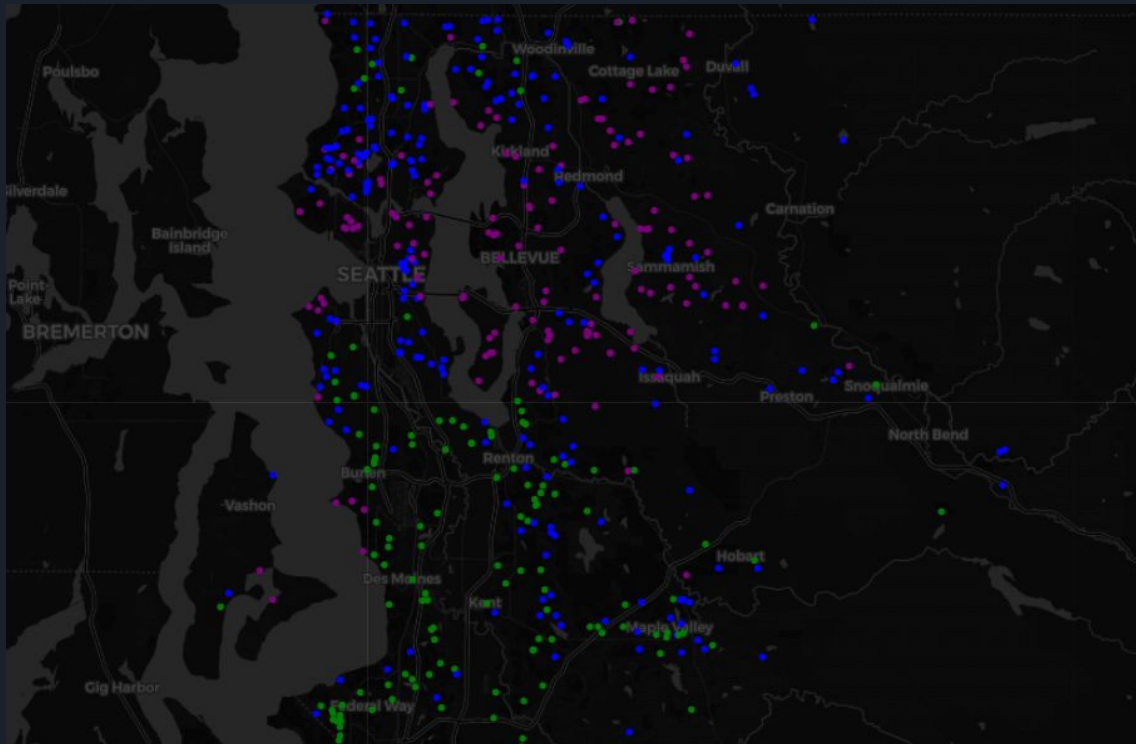 Woodinville
Poulsbo
Cottage Lake
Duvall
Kirkland
Redmond
Silverdale
Carnation
Bainbridge
Island
BELLEVUE
Sammamish
SEATTLE
Point-
Lake
BREMERTON
Issaquah
Snoqualmie
Preston
North Bend
Renton
Burien
Vashon
Hobart
Des Moines
Kent
Maple Valley
Gig Harbor
Federal Way